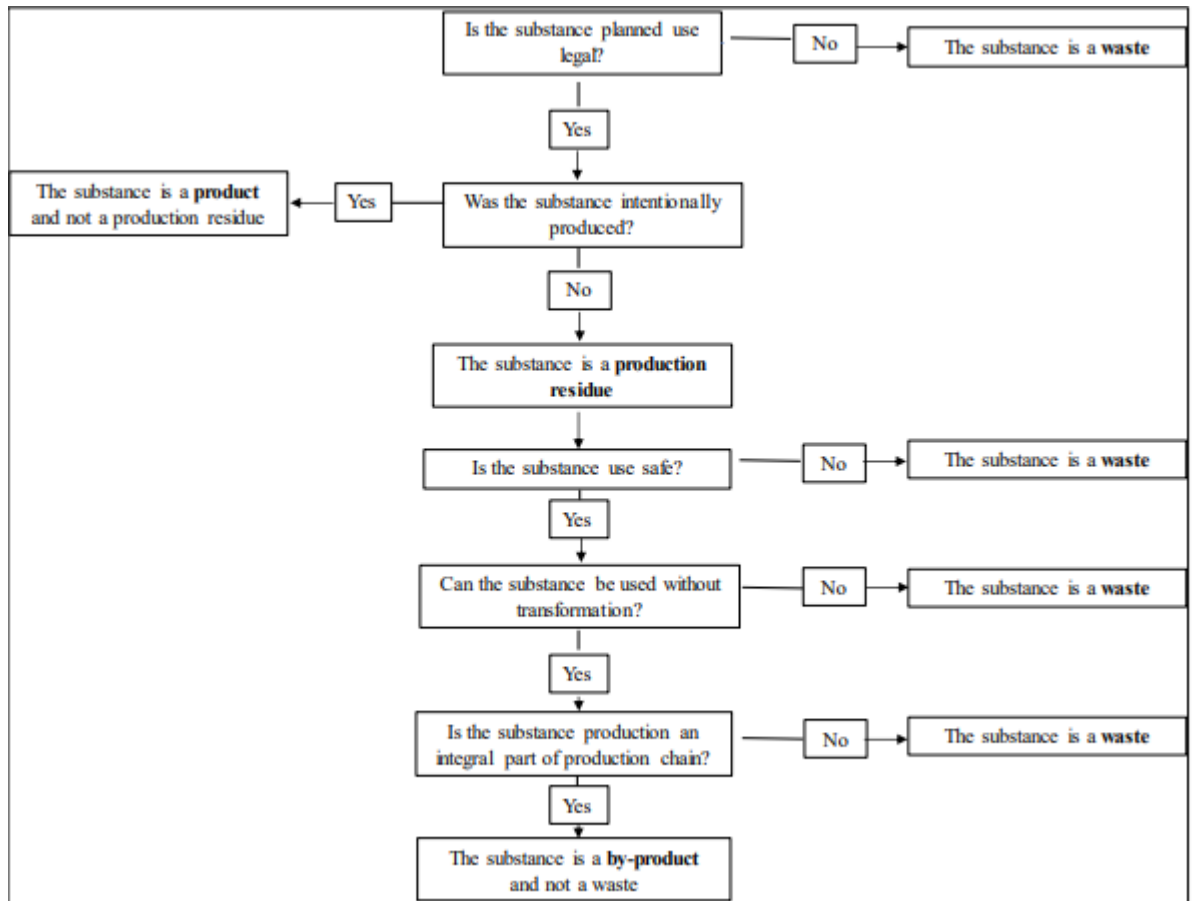 Is the substance planned use
legal?
No
The substance is a waste
Yes
The substance is a product
and not a production residue
Yes
Was the substance intentionally
produced?
No
The substance is a production
residue
Is the substance use safe?
No
The substance is a waste
Yes
Can the substance be used without
transformation?
No
The substance is a waste
Yes
Is the substance production an
integral part of production chain?
No
The substance is a waste
Yes
The substance is a by-product
and not a waste